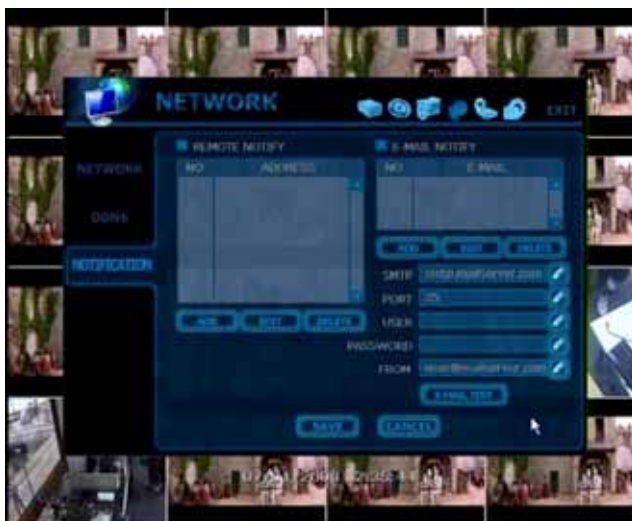 NETWORK
EXIT
REMOTE NOTIFY
E-MAIL NOTIFY
NETWORK
NO ADDRESS
NO E-MAIL
DDNS
ADD EDIT DELETE
NOTIFICATION
SMTP smtp.mailserver.com
PORT 25
ADD EDIT DELETE
USER
PASSWORD
FROM
E-MAIL TEST
SAVE CANCEL